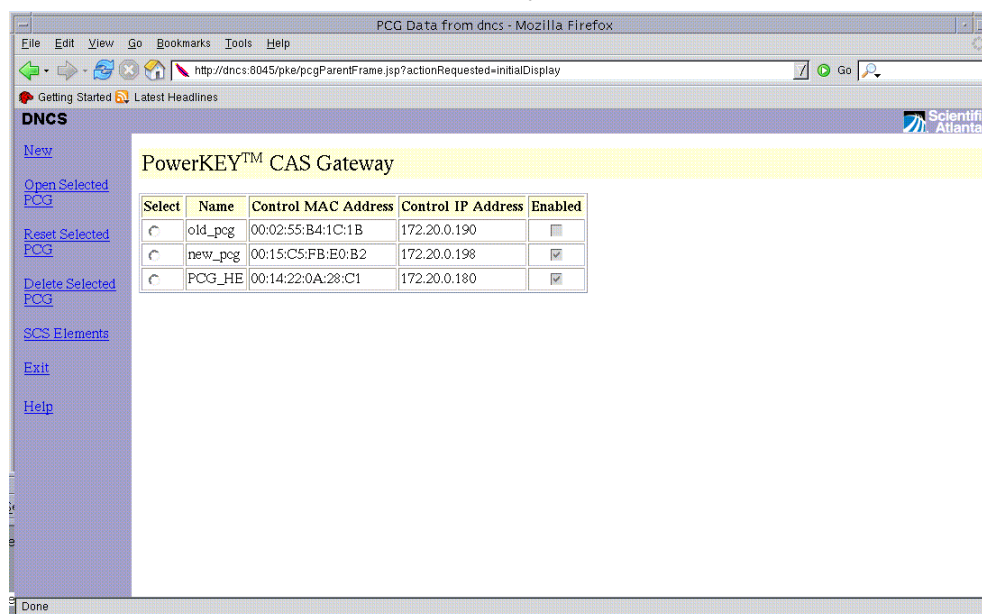 PCG Data from dncs - Mozilla Firefox
File Edit View Go Bookmarks Tools Help
http://dncs:8045/pke/pcgParentFrame.jsp?actionRequested=initialDisplay Go
Getting Started Latest Headlines
DNCS
Scientifi
Atlanta
New
Open Selected
PCG
Reset Selected
PCG
Delete Selected
PCG
SCS Elements
Exit
Help
PowerKEY™ CAS Gateway
Select Name Control MAC Address Control IP Address Enabled
old_pcg 00:02:55:B4:1C:1B 172.20.0.190
new_pcg 00:15:C5:FB:E0:B2 172.20.0.198
PCG_HE 00:14:22:0A:28:C1 172.20.0.180
Done